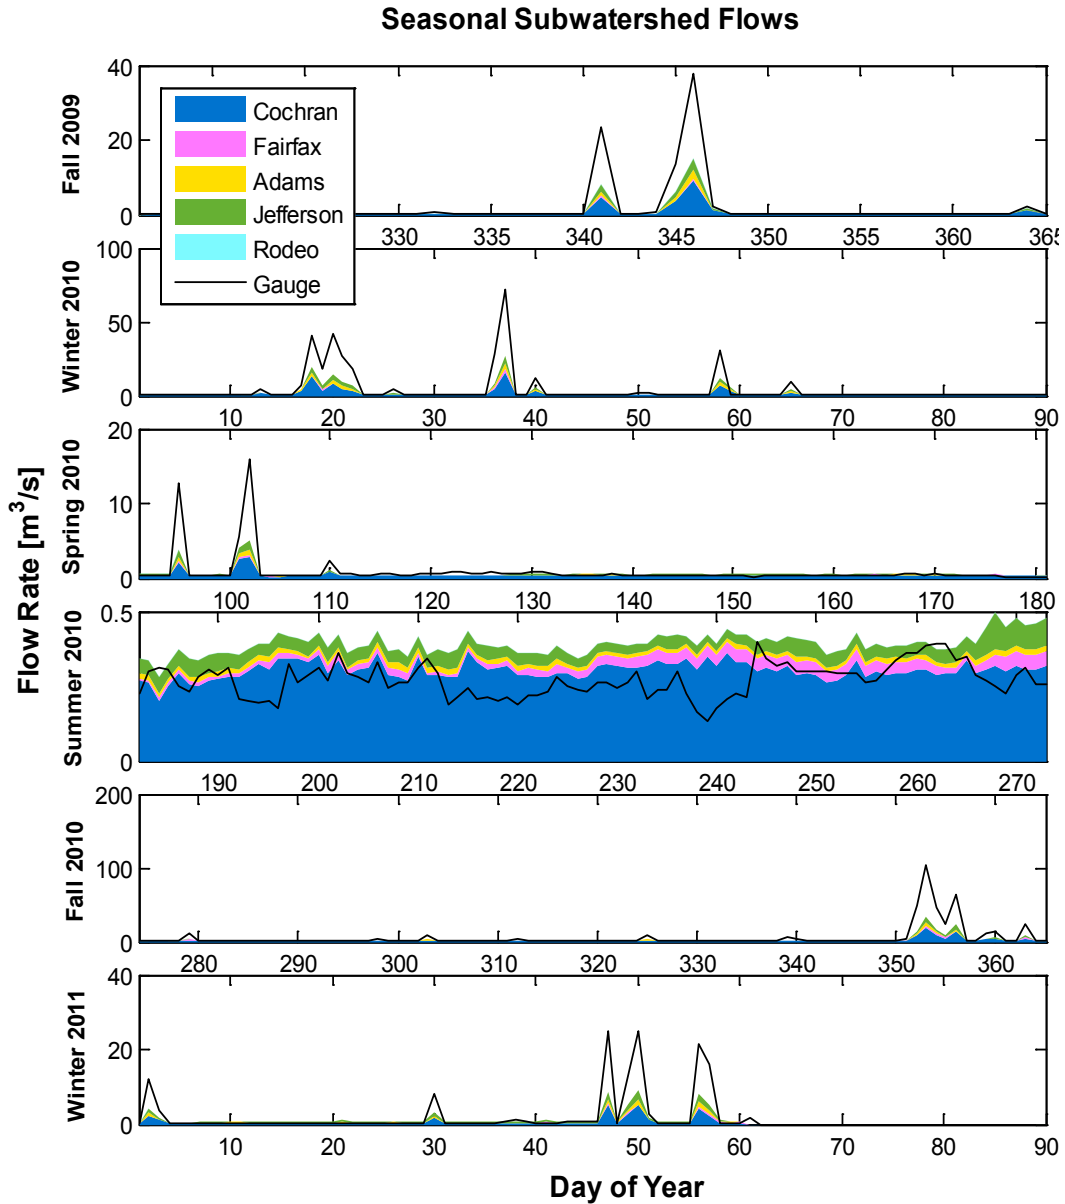 Seasonal Subwatershed Flows
Flow Rate [m³/s]
Fall 2009
40
20
0
330 335 340 345 350 355 360 365
Cochran
Fairfax
Adams
Jefferson
Rodeo
Gauge
Winter 2010
100
50
0
10 20 30 40 50 60 70 80 90
Spring 2010
20
10
0
100 110 120 130 140 150 160 170 180
Summer 2010
0.5
0
190 200 210 220 230 240 250 260 270
Fall 2010
200
100
0
280 290 300 310 320 330 340 350 360
Winter 2011
40
20
0
10 20 30 40 50 60 70 80 90
Day of Year